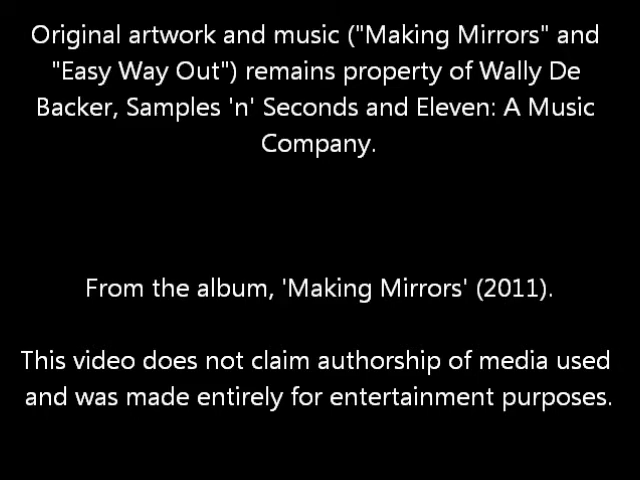 Original artwork and music ("Making Mirrors" and
"Easy Way Out") remains property of Wally De
Backer, Samples 'n' Seconds and Eleven: A Music
Company.
From the album, 'Making Mirrors' (2011).
This video does not claim authorship of media used
and was made entirely for entertainment purposes.